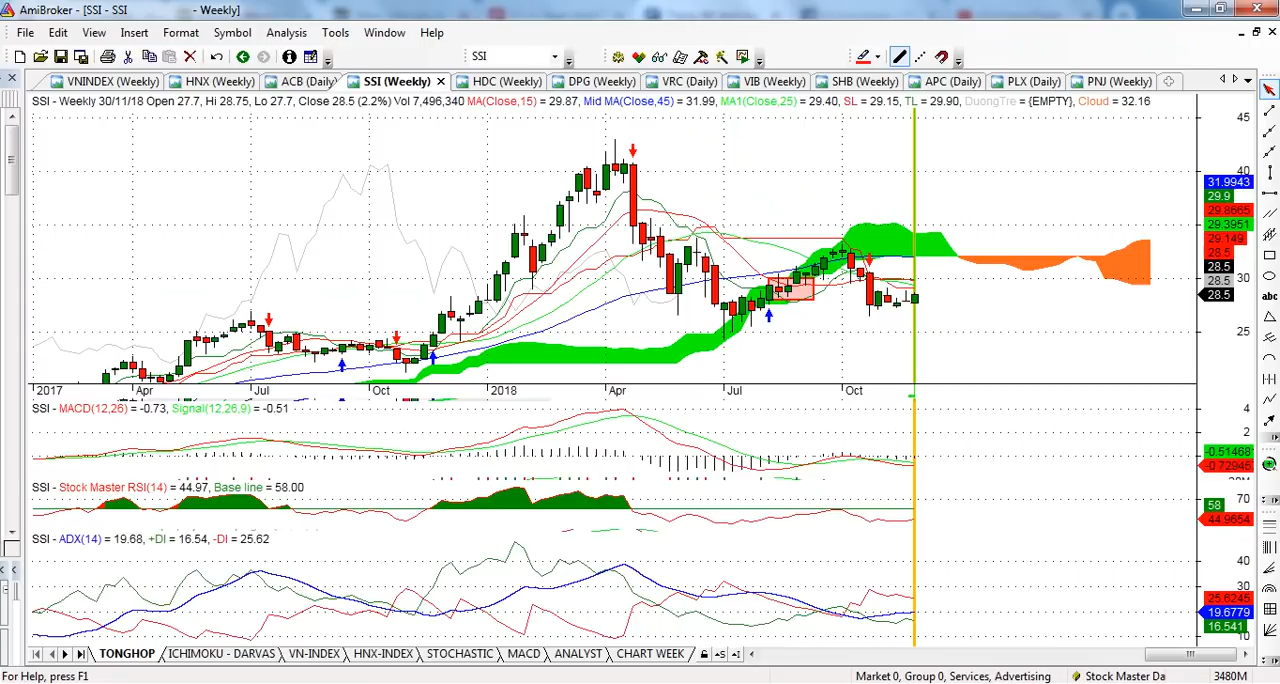 AmiBroker - [SSI - SSI - Weekly]
File Edit View Insert Format Symbol Analysis Tools Window Help
SSI
VNINDEX (Weekly) HNX (Weekly) ACB (Daily) SSI (Weekly) HDC (Weekly) DPG (Weekly) VRC (Daily) VIB (Weekly) SHB (Weekly) APC (Daily) PLX (Daily) PNJ (Weekly)
SSI - Weekly 30/11/18 Open 27.7, Hi 28.75, Lo 27.7, Close 28.5 (2.2%) Vol 7,496,340 MA(Close,15) = 29.87, Mid MA(Close,45) = 31.99, MA1(Close,25) = 29.40, SL = 29.15, TL = 29.90, DuongTre = {EMPTY}, Cloud = 32.16
45
40
31.9943
29.9
29.8665
29.3951
29.149
28.5
30
28.5
28.5
28.5
25
abc
2017 Apr Jul Oct 2018 Apr Jul Oct
SSI - MACD(12,26) = -0.73, Signal(12,26,9) = -0.51
4
2
-0.51468
-0.72945
SSI - Stock Master RSI(14) = 44.97, Base line = 58.00
70
58
44.9654
SSI - ADX(14) = 19.68, +DI = 16.54, -DI = 25.62
40
30
25.6245
19.6779
16.541
10
TONGHOP ICHIMOKU - DARVAS VN-INDEX HNX-INDEX STOCHASTIC MACD ANALYST CHART WEEK
For Help, press F1 Market 0, Group 0, Services, Advertising Stock Master Da 3480M